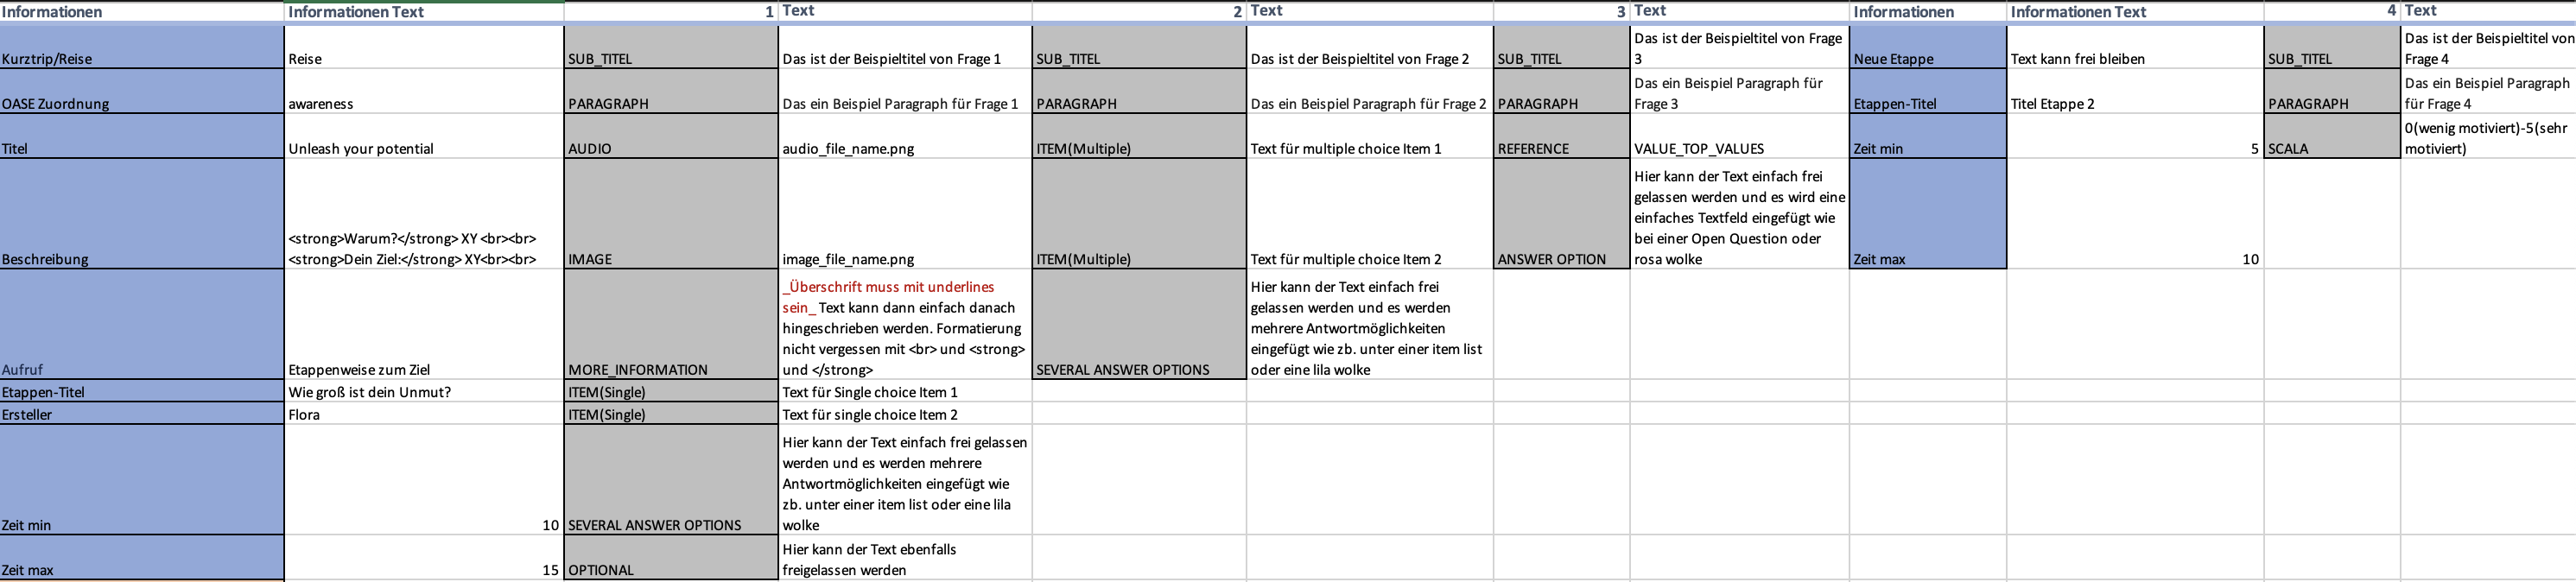 Informationen Informationen Text 1 Text 2 Text 3 Text Informationen Informationen Text 4 Text
Kurztrip/Reise Reise SUB_TITEL Das ist der Beispieltitel von Frage 1 SUB_TITEL Das ist der Beispieltitel von Frage 2 SUB_TITEL Das ist der Beispieltitel von Frage 3 Neue Etappe Text kann frei bleiben SUB_TITEL Das ist der Beispieltitel von Frage 4
OASE Zuordnung awareness PARAGRAPH Das ein Beispiel Paragraph für Frage 1 PARAGRAPH Das ein Beispiel Paragraph für Frage 2 PARAGRAPH Das ein Beispiel Paragraph für Frage 3 Etappen-Titel Titel Etappe 2 PARAGRAPH Das ein Beispiel Paragraph für Frage 4
Titel Unleash your potential AUDIO audio_file_name.png ITEM(Multiple) Text für multiple choice Item 1 REFERENCE VALUE_TOP_VALUES Zeit min 5 SCALA 0(wenig motiviert)-5(sehr motiviert)
Beschreibung
<strong>Warum?</strong> XY <br><br>
<strong>Dein Ziel:</strong> XY<br><br>
IMAGE image_file_name.png ITEM(Multiple) Text für multiple choice Item 2 ANSWER OPTION
Hier kann der Text einfach frei
gelassen werden und es wird eine
einfaches Textfeld eingefügt wie
bei einer Open Question oder
rosa wolke
Zeit max 10
Aufruf Etappenweise zum Ziel MORE_INFORMATION
_Überschrift muss mit underlines
sein_ Text kann dann einfach danach
hingeschrieben werden. Formatierung
nicht vergessen mit <br> und <strong>
und </strong>
SEVERAL ANSWER OPTIONS
Hier kann der Text einfach frei
gelassen werden und es werden
mehrere Antwortmöglichkeiten
eingefügt wie zb. unter einer item list
oder eine lila wolke
Etappen-Titel Wie groß ist dein Unmut? ITEM(Single) Text für Single choice Item 1
Ersteller Flora ITEM(Single) Text für single choice Item 2
Zeit min 10 SEVERAL ANSWER OPTIONS
Hier kann der Text einfach frei gelassen
werden und es werden mehrere
Antwortmöglichkeiten eingefügt wie
zb. unter einer item list oder eine lila
wolke
Zeit max 15 OPTIONAL
Hier kann der Text ebenfalls
freigelassen werden